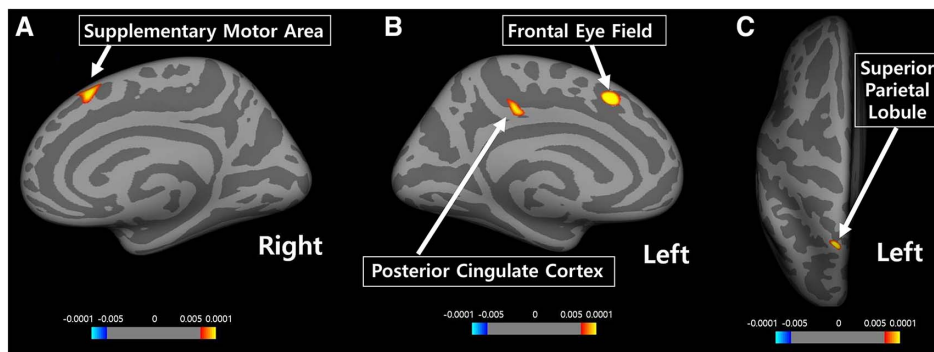 A
Supplementary Motor Area
Right
-0.0001 -0.005 0 0.005 0.0001
B
Frontal Eye Field
Posterior Cingulate Cortex
Left
-0.0001 -0.005 0 0.005 0.0001
C
Superior
Parietal
Lobule
Left
-0.0001 -0.005 0 0.005 0.0001